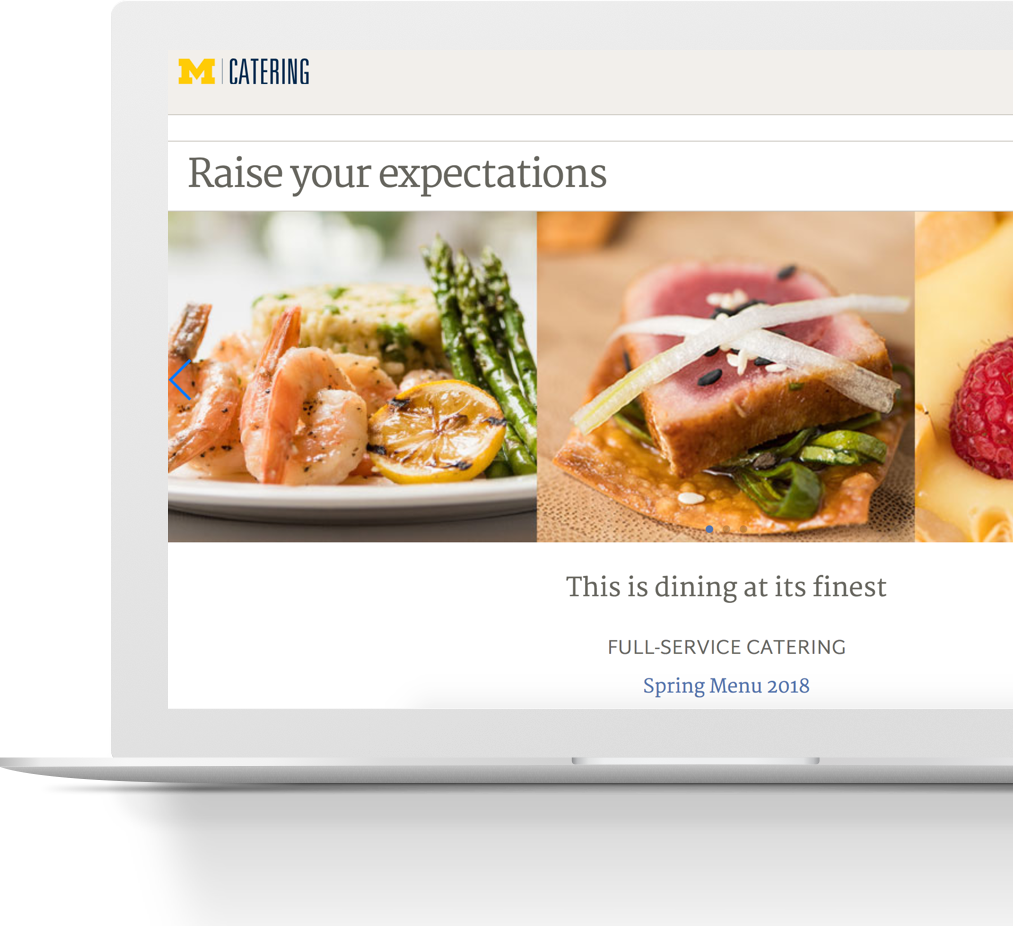 M | CATERING
Raise your expectations
This is dining at its finest
FULL-SERVICE CATERING
Spring Menu 2018